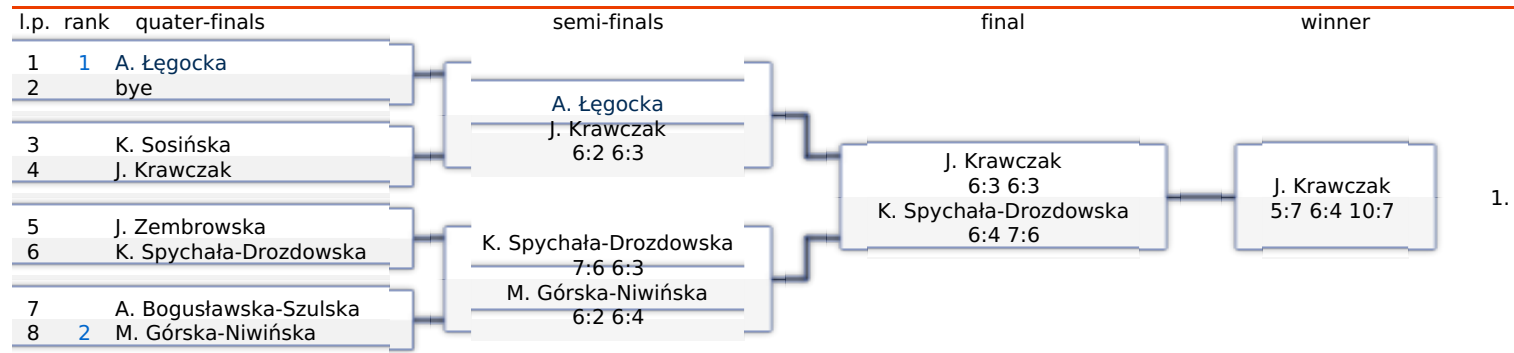 l.p. rank quater-finals semi-finals final winner
1 1 A. Łęgocka
2 bye
3 K. Sosińska
4 J. Krawczak
5 J. Zembrowska
6 K. Spychała-Drozdowska
7 A. Bogusławska-Szulska
8 2 M. Górska-Niwińska
A. Łęgocka
J. Krawczak
6:2 6:3
K. Spychała-Drozdowska
7:6 6:3
M. Górska-Niwińska
6:2 6:4
J. Krawczak
6:3 6:3
K. Spychała-Drozdowska
6:4 7:6
J. Krawczak
5:7 6:4 10:7
1.